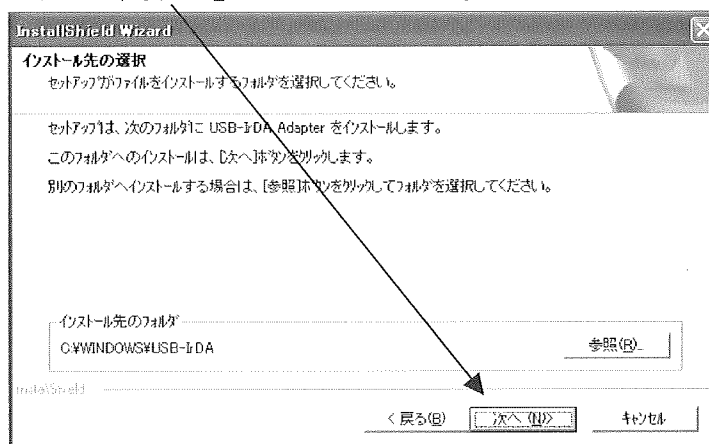 InstallShield Wizard
インストール先の選択
セットアップがファイルをインストールするフォルダを選択してください。
セットアップは、次のフォルダに USB-IrDA Adapter をインストールします。
このフォルダへのインストールは、[次へ]ボタンをクリックします。
別のフォルダへインストールする場合は、[参照]ボタンをクリックしてフォルダを選択してください。
インストール先のフォルダ
C:¥WINDOWS¥USB-IrDA
参照(R)...
InstallShield
< 戻る(B)
次へ (N)>
キャンセル